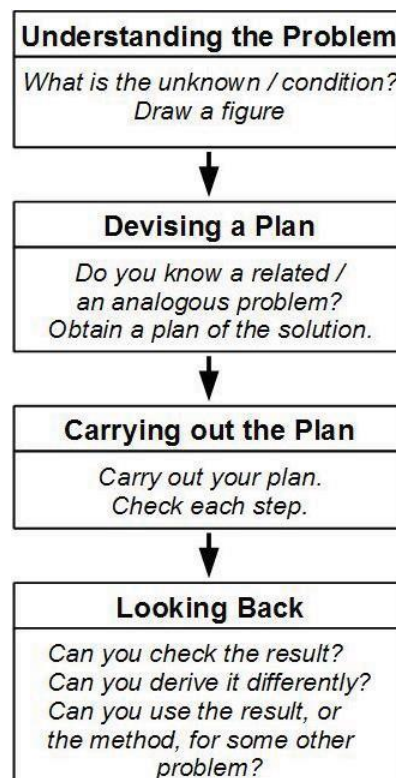 Understanding the Problem
What is the unknown / condition?
Draw a figure
Devising a Plan
Do you know a related /
an analogous problem?
Obtain a plan of the solution.
Carrying out the Plan
Carry out your plan.
Check each step.
Looking Back
Can you check the result?
Can you derive it differently?
Can you use the result, or
the method, for some other
problem?